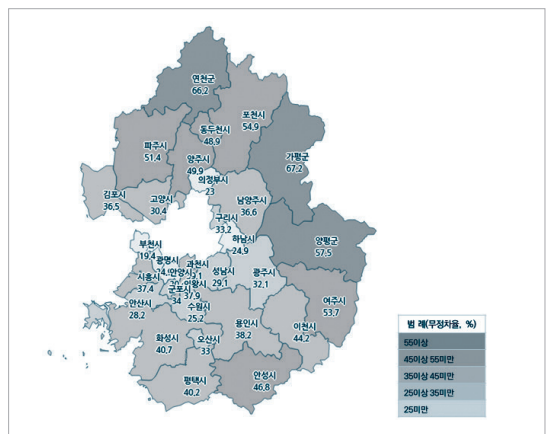 연천군
66.2
포천시
54.9
동두천시
48.9
가평군
67.2
파주시
51.4
양주시
49.9
의정부시
23
김포시
36.5
고양시
30.4
남양주시
36.6
구리시
33.2
하남시
24.9
양평군
57.5
부천시
19.4
광명시
과천시
안양시
의왕시
37.9
시흥시
37.4
군포시
34
성남시
29.1
광주시
32.1
수원시
25.2
안산시
28.2
여주시
53.7
이천시
44.2
용인시
38.2
오산시
33
화성시
40.7
평택시
40.2
안성시
46.8
범 례(무정차율, %)
55이상
45이상 55미만
35이상 45미만
25이상 35미만
25미만